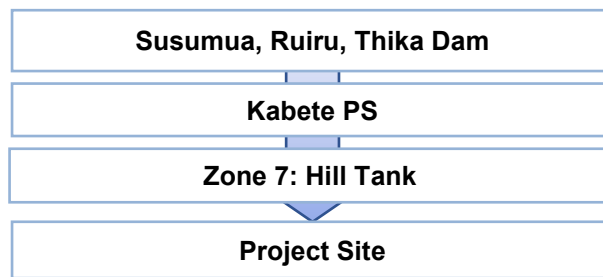 Susumua, Ruiru, Thika Dam
Kabete PS
Zone 7: Hill Tank
Project Site